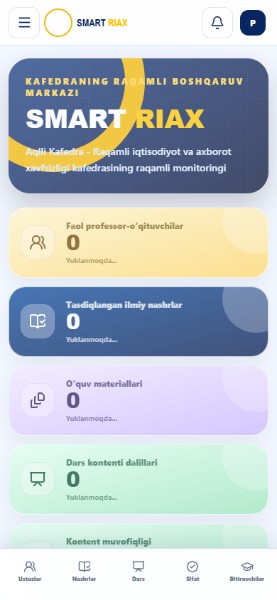 SMART RIAX
P
KAFEDRANING RAQAMLI BOSHQARUV
MARKAZI
SMART RIAX
Aqlli Kafedra - Raqamli iqtisodiyot va axborot
xavfsizligi kafedrasining raqamli monitoringi
Faol professor-o'qituvchilar
0
Yuklanmoqda...
Tasdiqlangan ilmiy nashrlar
0
Yuklanmoqda...
O'quv materiallari
0
Yuklanmoqda...
Dars kontenti dalillari
0
Yuklanmoqda...
Kontent muvofiqligi
Ustozlar
Nashrlar
Dars
Sifat
Bitiruvchilar